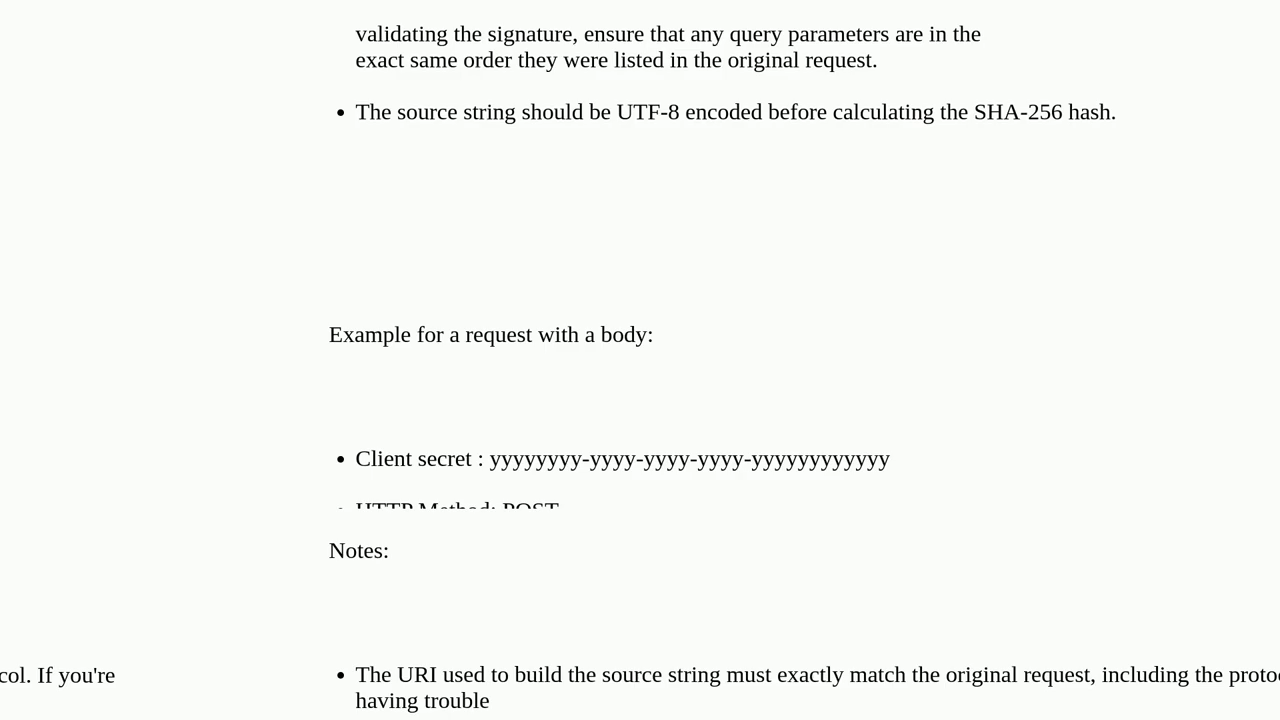 validating the signature, ensure that any query parameters are in the
exact same order they were listed in the original request.
• The source string should be UTF-8 encoded before calculating the SHA-256 hash.
Example for a request with a body:
• Client secret : yyyyyyyy-yyyy-yyyy-yyyy-yyyyyyyyyyyy
• HTTP Method: POST
Notes:
col. If you're
• The URI used to build the source string must exactly match the original request, including the proto
having trouble